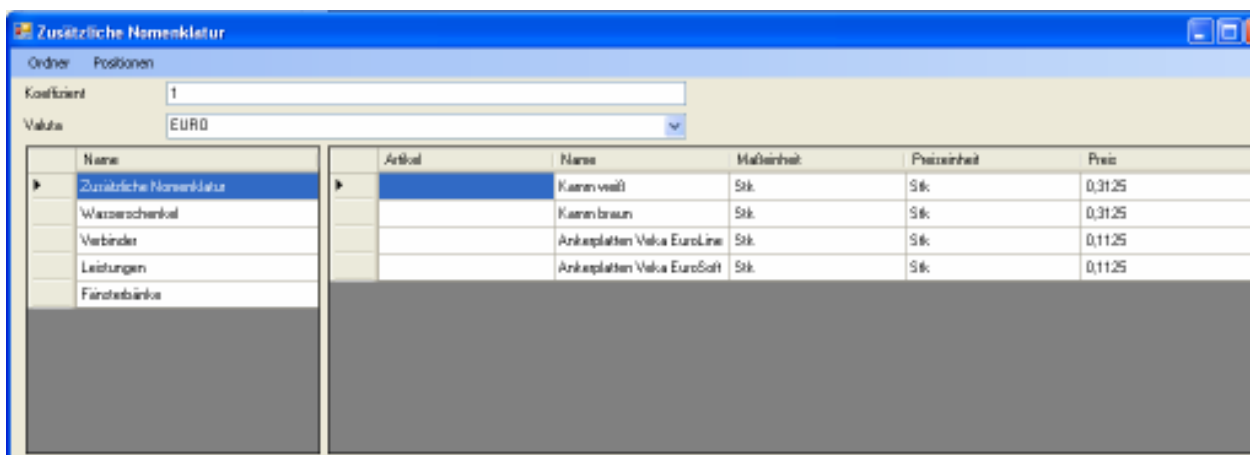 Zusätzliche Nomenklatur
Ordner Positionen
Koeffizient 1
Valuta EURO
Name
Zusätzliche Nomenklatur
Wasserschenkel
Verbinder
Leistungen
Fänsterbänke
Artikel Name Maßeinheit Preiseinheit Preis
Kamm weiß Stk. Stk. 0,3125
Kamm braun Stk. Stk. 0,3125
Ankerplatten Veka EuroLine Stk. Stk. 0,1125
Ankerplatten Veka EuroSoft Stk. Stk. 0,1125